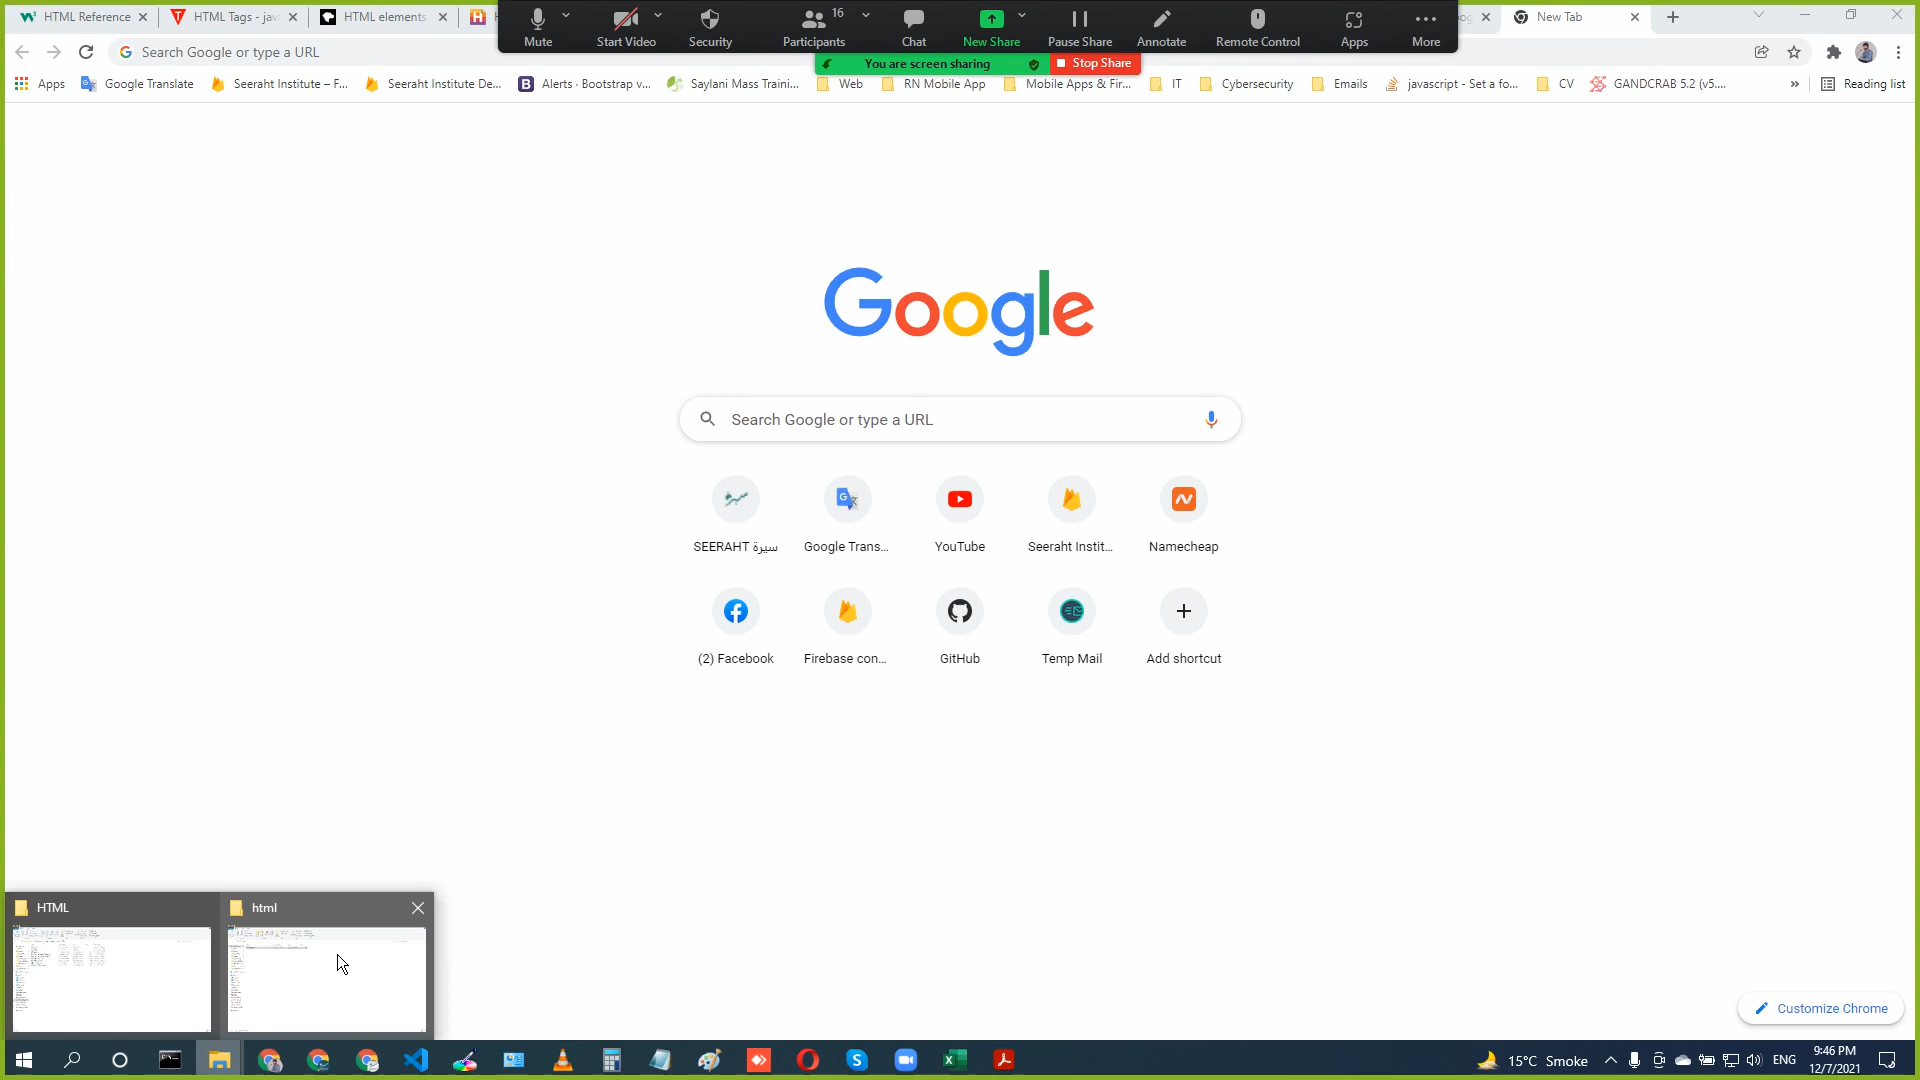 HTML Reference
HTML Tags - jav
HTML elements
New Tab
Mute
Start Video
Security
Participants
16
Chat
New Share
Pause Share
Annotate
Remote Control
Apps
More
Search Google or type a URL
You are screen sharing
Stop Share
Apps
Google Translate
Seeraht Institute – F...
Seeraht Institute De...
Alerts · Bootstrap v...
Saylani Mass Traini...
Web
RN Mobile App
Mobile Apps & Fir...
IT
Cybersecurity
Emails
javascript - Set a fo...
CV
GANDCRAB 5.2 (v5....
»
Reading list
Google
Search Google or type a URL
SEERAHT سيرة
Google Trans...
YouTube
Seeraht Instit...
Namecheap
(2) Facebook
Firebase con...
GitHub
Temp Mail
Add shortcut
HTML
html
Customize Chrome
15°C Smoke
ENG
9:46 PM
12/7/2021